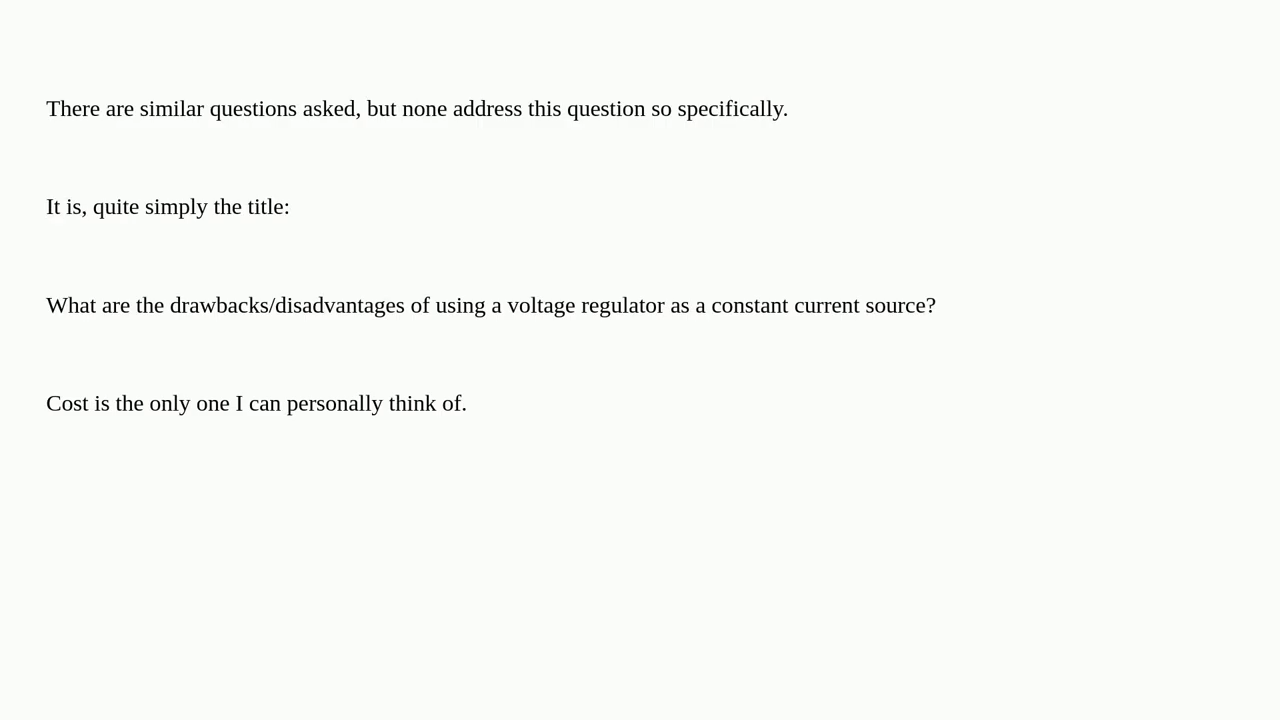 There are similar questions asked, but none address this question so specifically.
It is, quite simply the title:
What are the drawbacks/disadvantages of using a voltage regulator as a constant current source?
Cost is the only one I can personally think of.